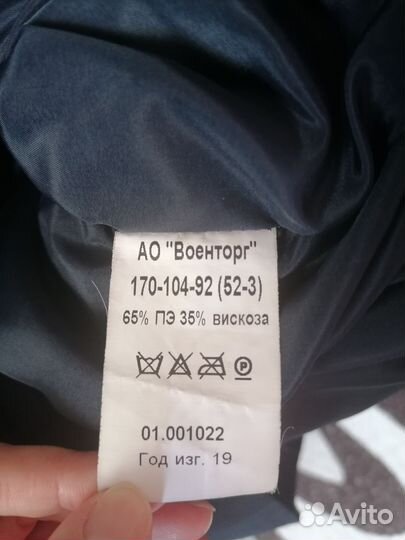 АО "Военторг"
170-104-92 (52-3)
65% ПЭ 35% вискоза
P
01.001022
Год изг. 19
Avito